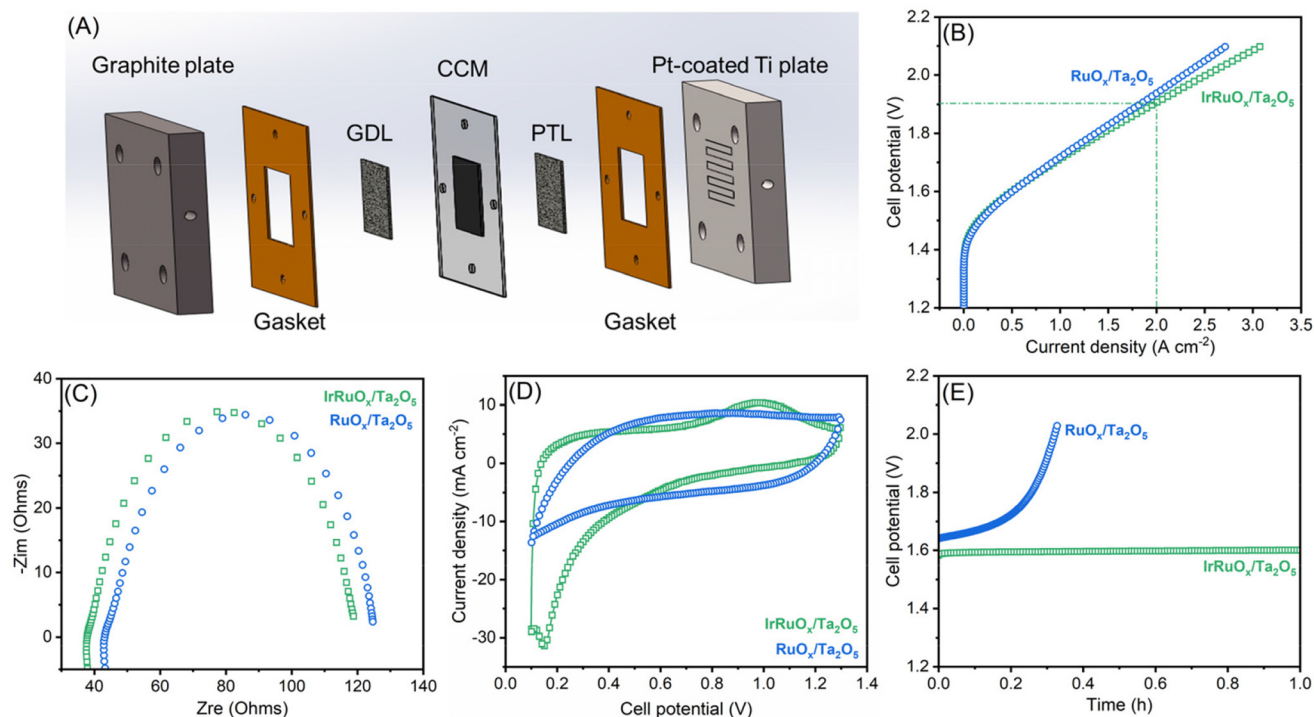 (A)
Graphite plate
CCM
Pt-coated Ti plate
GDL
PTL
Gasket
Gasket
(B)
Cell potential (V)
2.2
2.0
1.8
1.6
1.4
1.2
RuOₓ/Ta₂O₅
IrRuOₓ/Ta₂O₅
0.0 0.5 1.0 1.5 2.0 2.5 3.0 3.5
Current density (A cm⁻²)
(C)
-Zim (Ohms)
40
30
20
10
0
IrRuOₓ/Ta₂O₅
RuOₓ/Ta₂O₅
40 60 80 100 120 140
Zre (Ohms)
(D)
Current density (mA cm⁻²)
10
0
-10
-20
-30
IrRuOₓ/Ta₂O₅
RuOₓ/Ta₂O₅
0.0 0.2 0.4 0.6 0.8 1.0 1.2 1.4
Cell potential (V)
(E)
Cell potential (V)
2.2
2.0
1.8
1.6
1.4
1.2
RuOₓ/Ta₂O₅
IrRuOₓ/Ta₂O₅
0.0 0.2 0.4 0.6 0.8 1.0
Time (h)